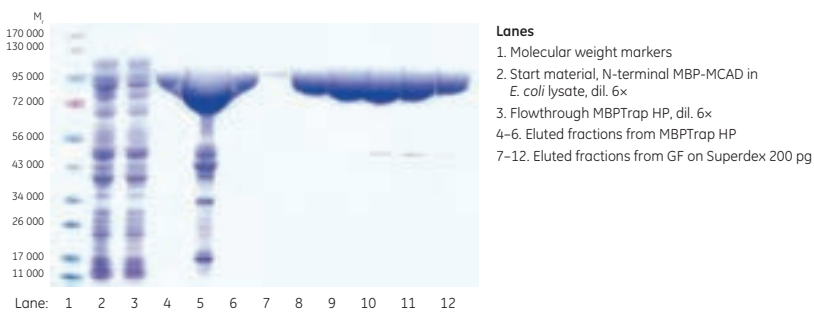 Mr
170 000
130 000
95 000
72 000
56 000
43 000
34 000
26 000
17 000
11 000
Lane: 1 2 3 4 5 6 7 8 9 10 11 12
Lanes
1. Molecular weight markers
2. Start material, N-terminal MBP-MCAD in
E. coli lysate, dil. 6×
3. Flowthrough MBPTrap HP, dil. 6×
4–6. Eluted fractions from MBPTrap HP
7–12. Eluted fractions from GF on Superdex 200 pg